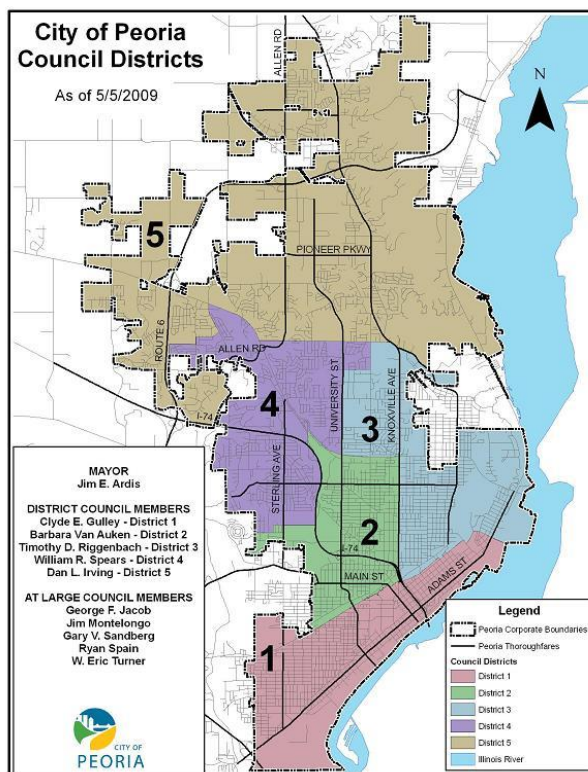 City of Peoria
Council Districts
As of 5/5/2009
ALLEN RD
N
5
PIONEER PKWY
ROUTE 6
ALLEN RD
UNIVERSITY ST
KNOXVILLE AVE
I-74
4
3
STERLING AVE
2
I-74
MAIN ST
ADAMS ST
1
MAYOR
Jim E. Ardis
DISTRICT COUNCIL MEMBERS
Clyde E. Gulley - District 1
Barbara Van Auken - District 2
Timothy D. Riggenbach - District 3
William R. Spears - District 4
Dan L. Irving - District 5
AT LARGE COUNCIL MEMBERS
George F. Jacob
Jim Montelongo
Gary V. Sandberg
Ryan Spain
W. Eric Turner
CITY OF
PEORIA
Legend
Peoria Corporate Boundaries
Peoria Thoroughfares
Council Districts
District 1
District 2
District 3
District 4
District 5
Illinois River